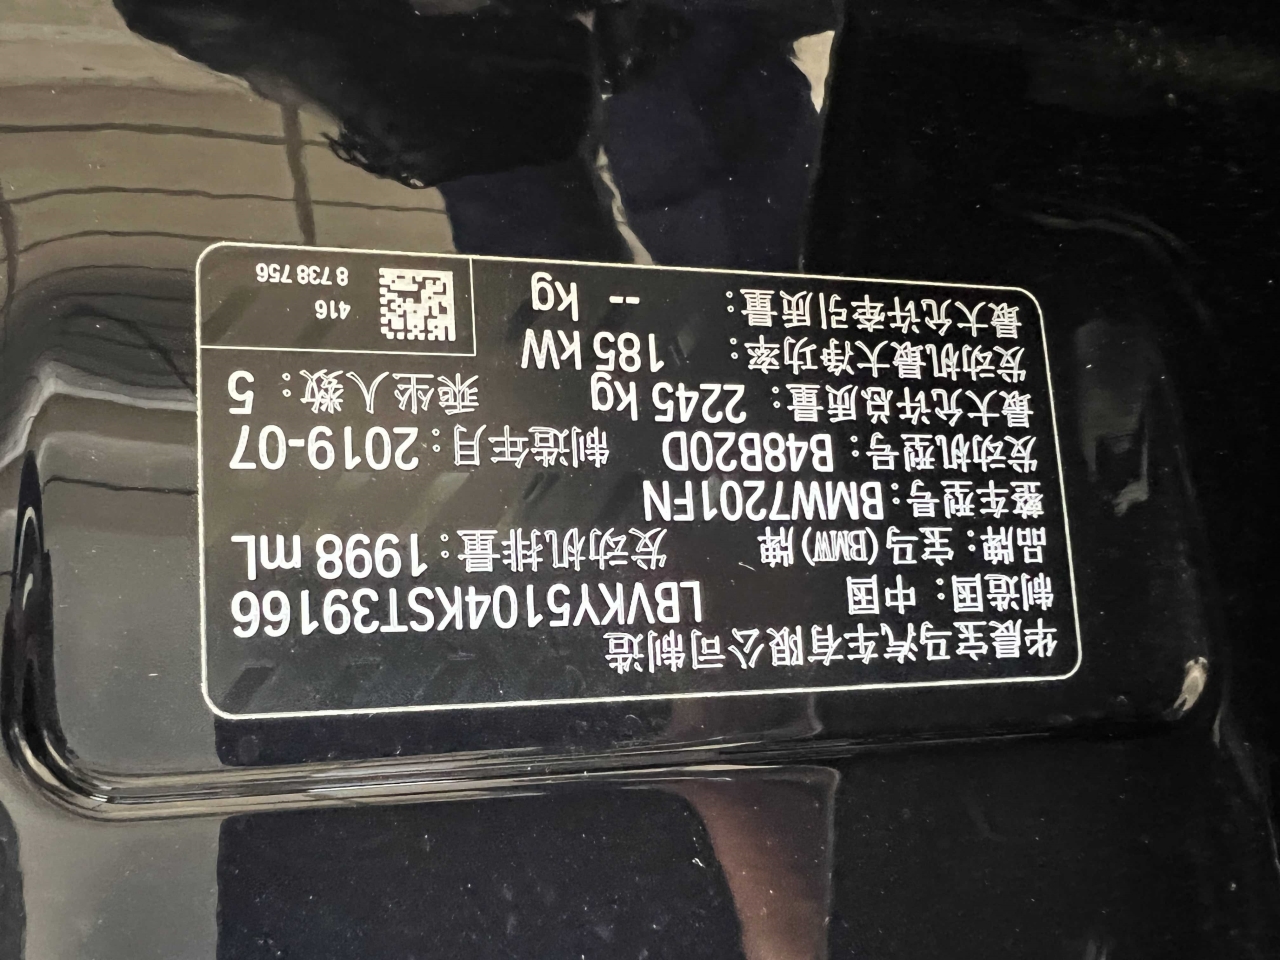 华晨宝马汽车有限公司制造
制造国：中国 LBVKY5104KST39166
品牌：宝马(BMW)牌 发动机排量：1998 mL
整车型号：BMW7201FN
发动机型号：B48B20D 制造年月：2019-07
最大允许总质量：2245 kg 乘坐人数：5
发动机最大净功率：185 kW
最大允许牵引质量：-- kg
416
8 738 756